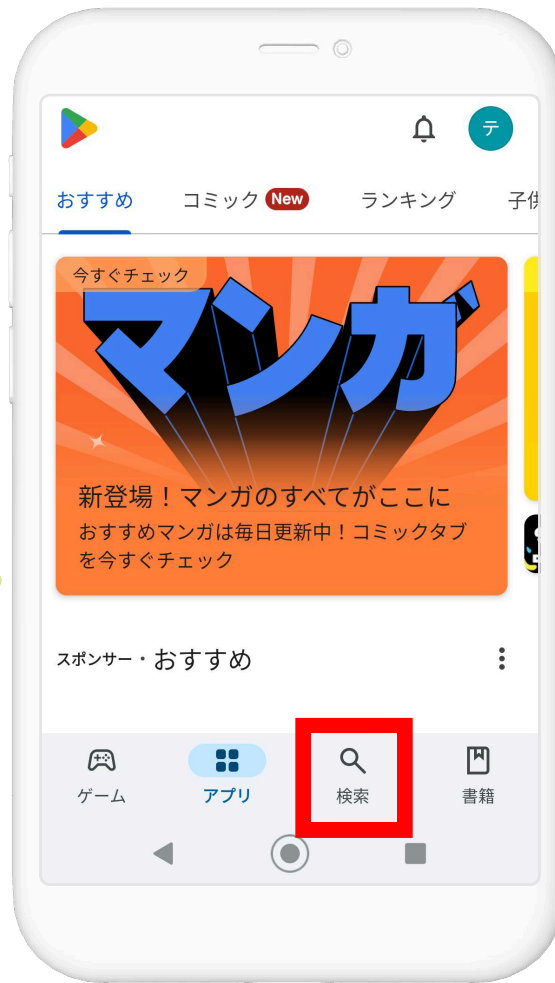 テ
おすすめ
コミック New
ランキング
子供
今すぐチェック
マンガ
新登場！マンガのすべてがここに
おすすめマンガは毎日更新中！コミックタブ
を今すぐチェック
スポンサー・おすすめ
ゲーム
アプリ
検索
書籍